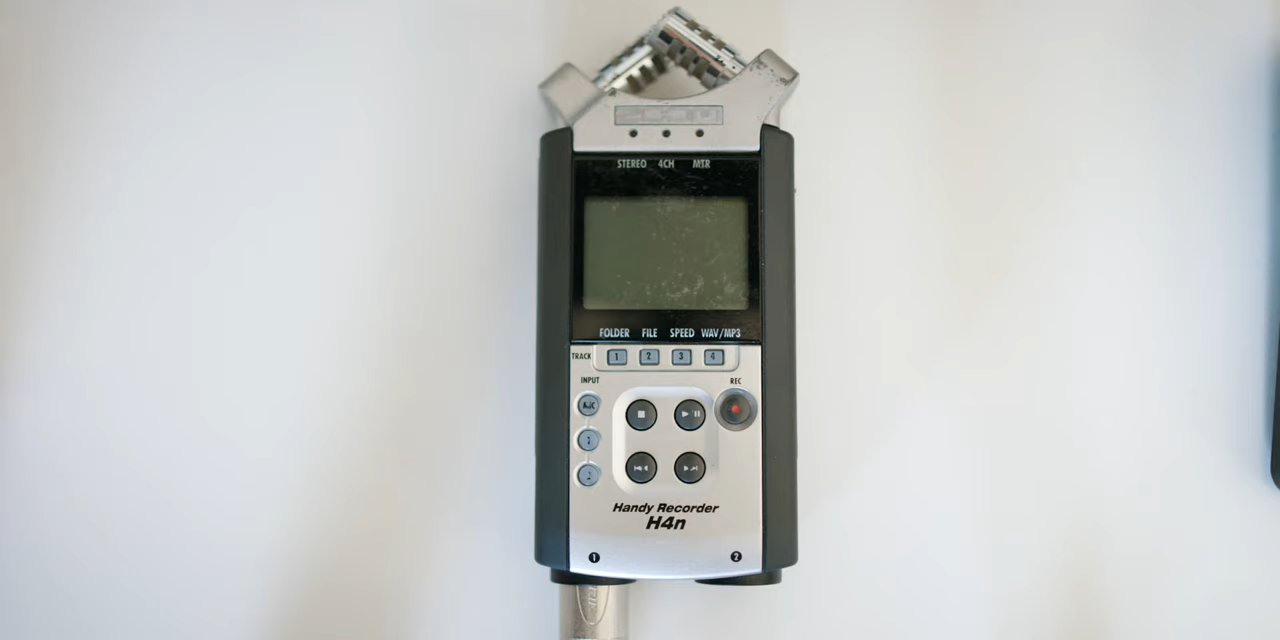 STEREO 4CH MTR
FOLDER FILE SPEED WAV/MP3
TRACK 1 2 3 4
INPUT REC
MIC
1
2
Handy Recorder
H4n
1 2